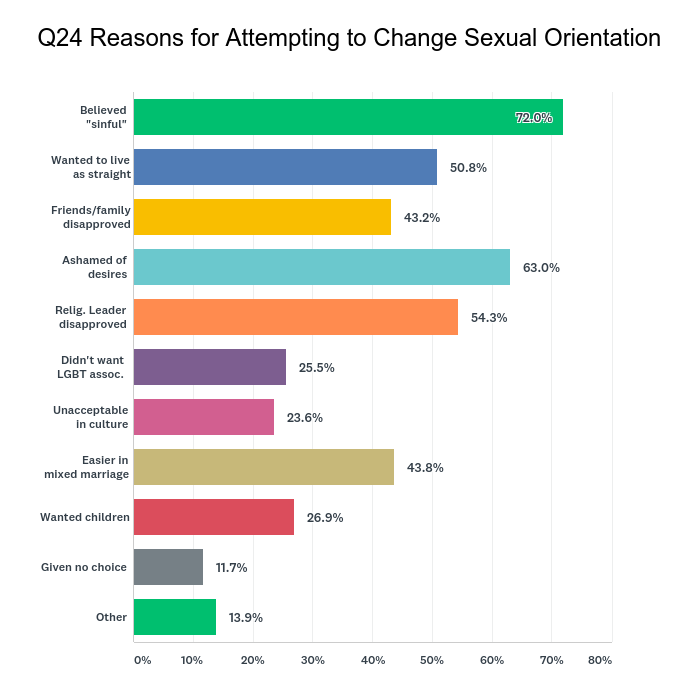 Q24 Reasons for Attempting to Change Sexual Orientation
Believed
"sinful"
72.0%
Wanted to live
as straight
50.8%
Friends/family
disapproved
43.2%
Ashamed of
desires
63.0%
Relig. Leader
disapproved
54.3%
Didn't want
LGBT assoc.
25.5%
Unacceptable
in culture
23.6%
Easier in
mixed marriage
43.8%
Wanted children
26.9%
Given no choice
11.7%
Other
13.9%
0% 10% 20% 30% 40% 50% 60% 70% 80%